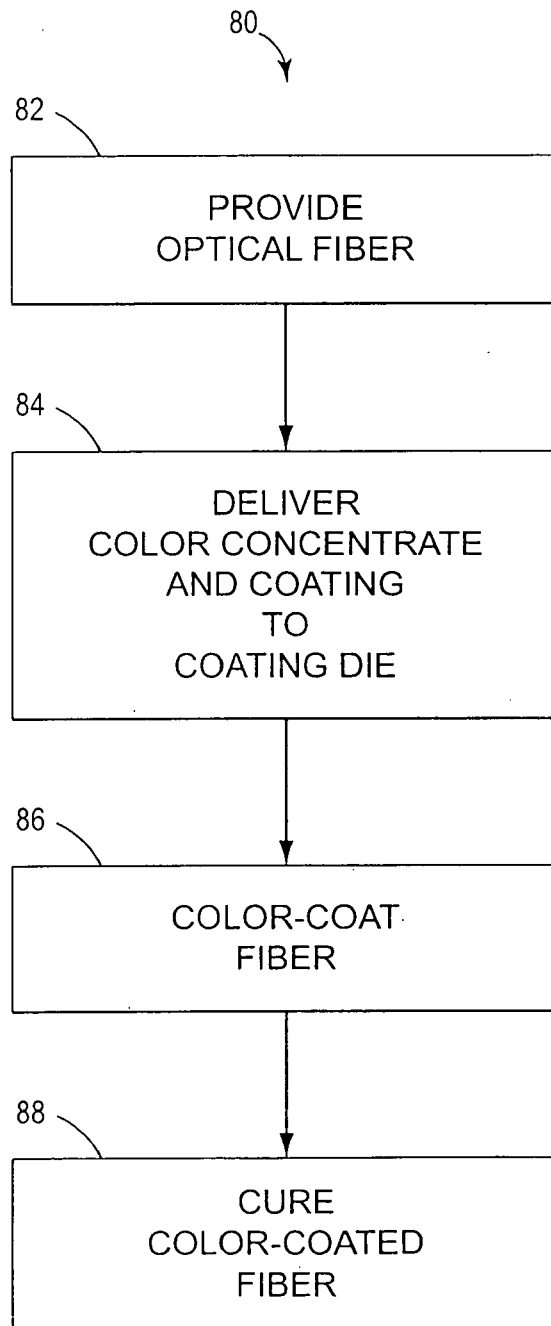 80
82
PROVIDE
OPTICAL FIBER
84
DELIVER
COLOR CONCENTRATE
AND COATING
TO
COATING DIE
86
COLOR-COAT
FIBER
88
CURE
COLOR-COATED
FIBER